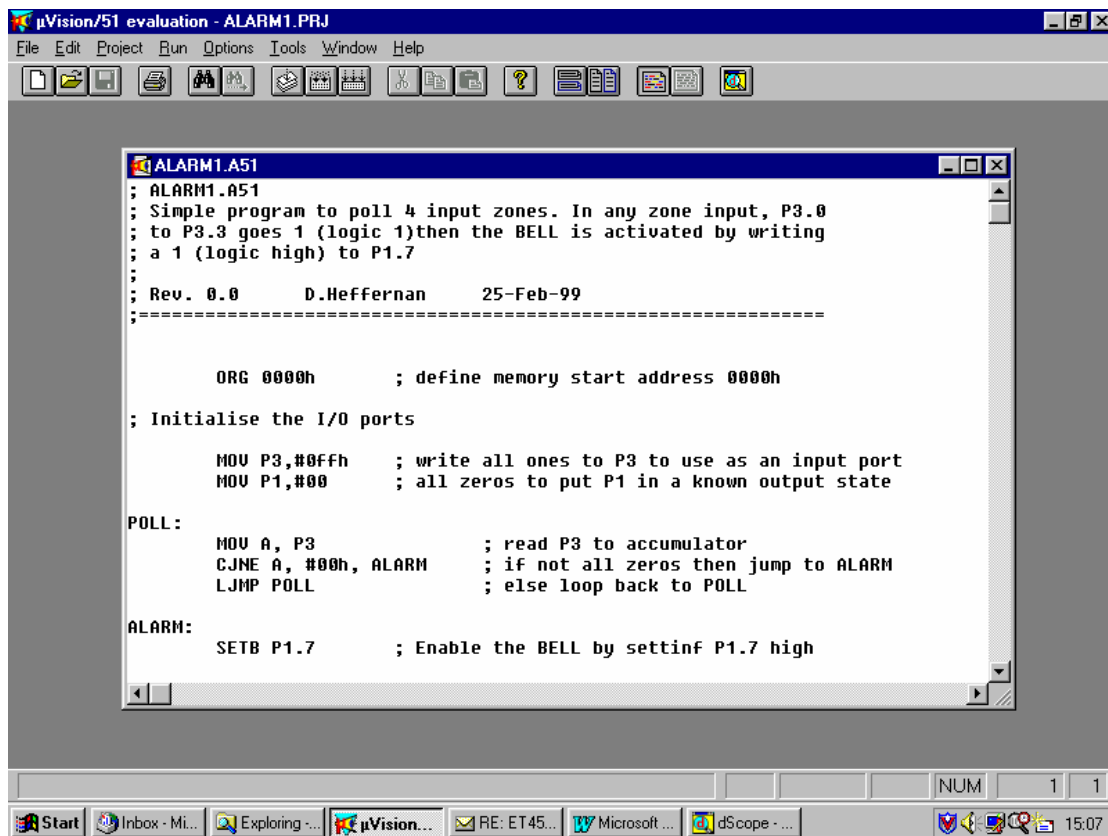 µVision/51 evaluation - ALARM1.PRJ
File Edit Project Run Options Tools Window Help
ALARM1.A51
; ALARM1.A51
; Simple program to poll 4 input zones. In any zone input, P3.0
; to P3.3 goes 1 (logic 1)then the BELL is activated by writing
; a 1 (logic high) to P1.7
;
; Rev. 0.0 D.Heffernan 25-Feb-99
;==============================================================
ORG 0000h ; define memory start address 0000h
; Initialise the I/O ports
MOV P3,#0ffh ; write all ones to P3 to use as an input port
MOV P1,#00 ; all zeros to put P1 in a known output state
POLL:
MOV A, P3 ; read P3 to accumulator
CJNE A, #00h, ALARM ; if not all zeros then jump to ALARM
LJMP POLL ; else loop back to POLL
ALARM:
SETB P1.7 ; Enable the BELL by settinf P1.7 high
NUM 1 1
Start Inbox - Mi... Exploring -... µVision... RE: ET45... Microsoft ... dScope - ... 15:07